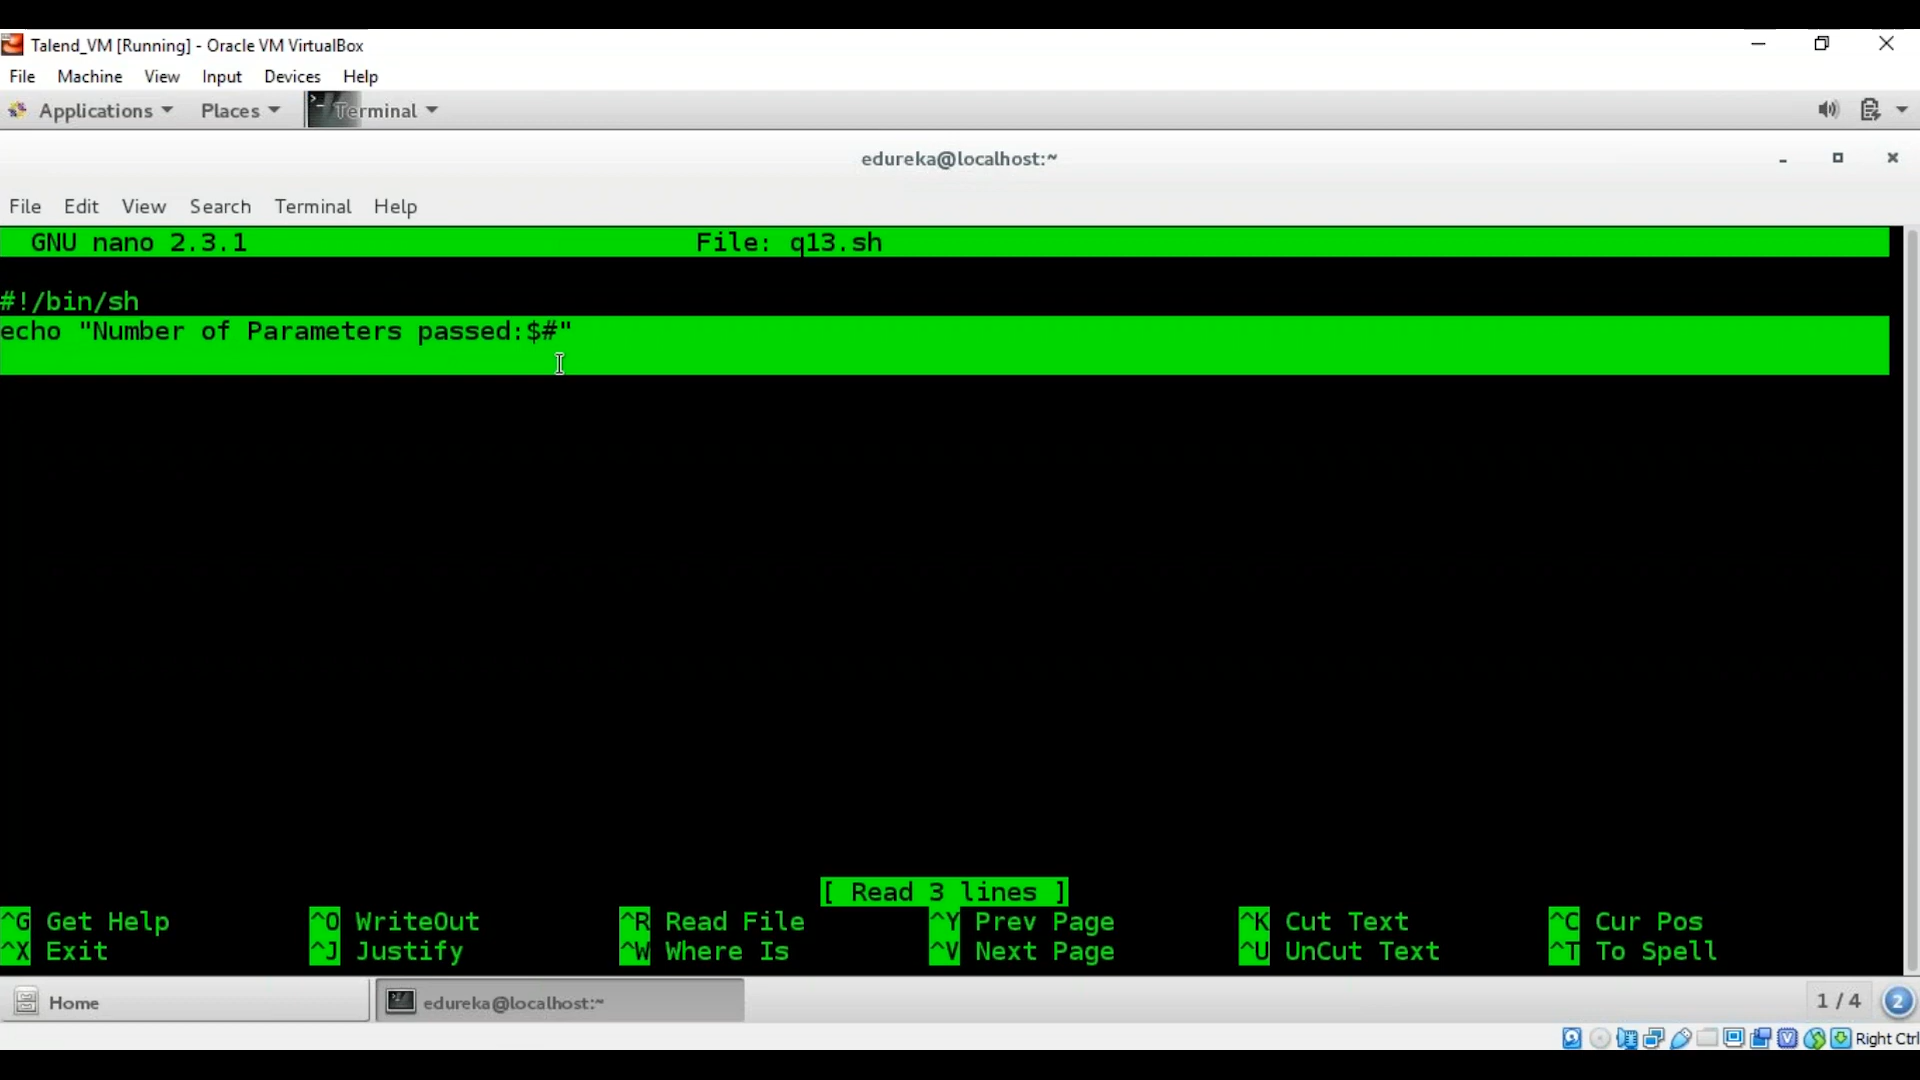 Talend_VM [Running] - Oracle VM VirtualBox
File Machine View Input Devices Help
Applications Places Terminal
edureka@localhost:~
File Edit View Search Terminal Help
GNU nano 2.3.1 File: q13.sh
#!/bin/sh
echo "Number of Parameters passed:$#"
[ Read 3 lines ]
^G Get Help ^O WriteOut ^R Read File ^Y Prev Page ^K Cut Text ^C Cur Pos
^X Exit ^J Justify ^W Where Is ^V Next Page ^U UnCut Text ^T To Spell
Home edureka@localhost:~ 1 / 4 2
Right Ctrl